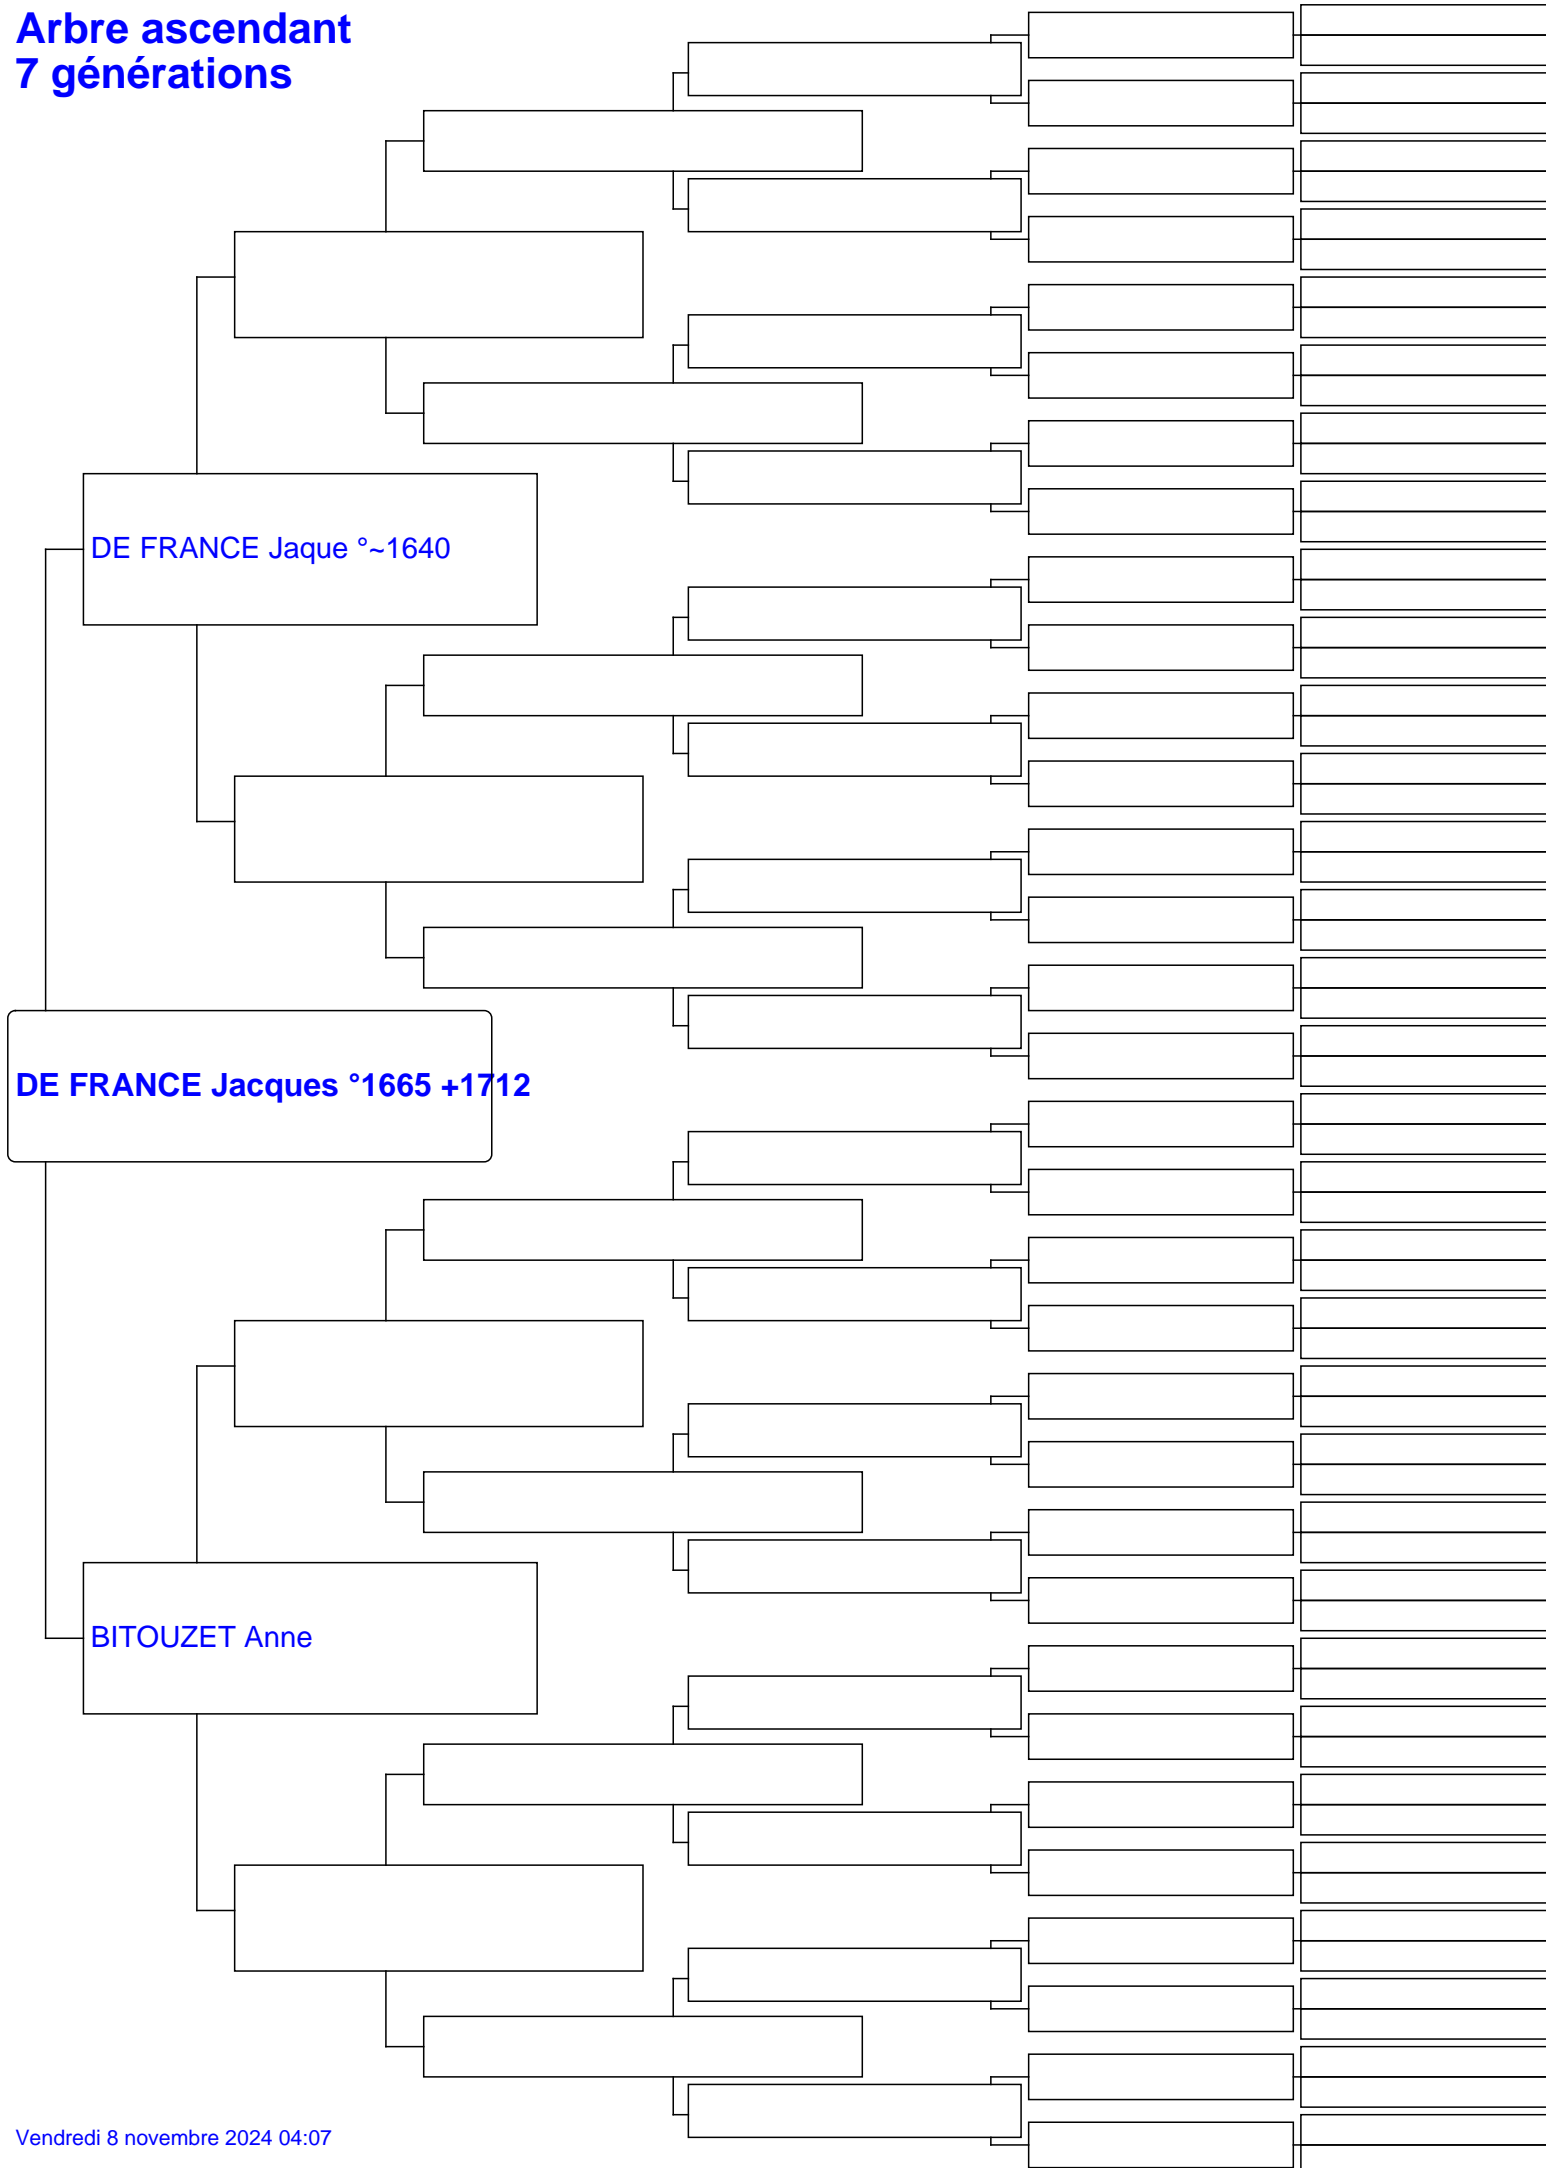 Arbre ascendant
7 générations
DE FRANCE Jaque °~1640
DE FRANCE Jacques °1665 +1712
BITOUZET Anne
Vendredi 8 novembre 2024 04:07